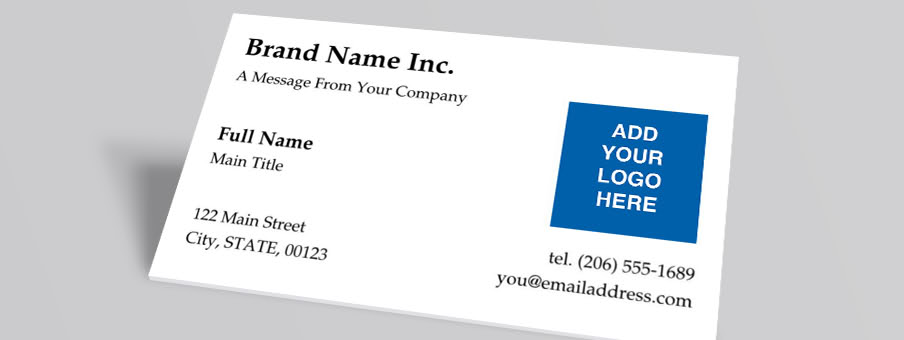 Brand Name Inc.
A Message From Your Company
Full Name
Main Title
122 Main Street
City, STATE, 00123
ADD
YOUR
LOGO
HERE
tel. (206) 555-1689
you@emailaddress.com